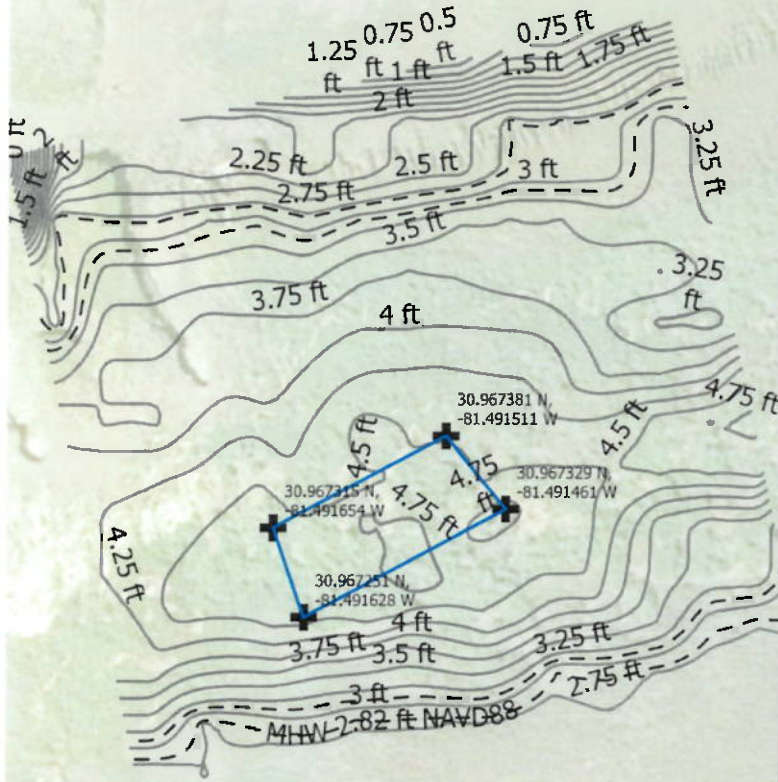 0.5
ft
0.75
ft
1.25
ft
0.75 ft
1 ft
1.5 ft
1.75 ft
2 ft
0 ft
2
ft
1.5 ft
2.25 ft
2.5 ft
3 ft
3.25 ft
2.75 ft
3.5 ft
3.25
ft
3.75 ft
4 ft
4.75 ft
30.967381 N,
-81.491511 W
4.5 ft
4.5 ft
4.75
ft
30.967329 N,
-81.491461 W
30.967315 N,
-81.491654 W
4.75 ft
4.25 ft
30.967251 N,
-81.491628 W
4 ft
3.75 ft
3.5 ft
3.25 ft
2.75 ft
3 ft
MHW-2.82 ft NAVD88